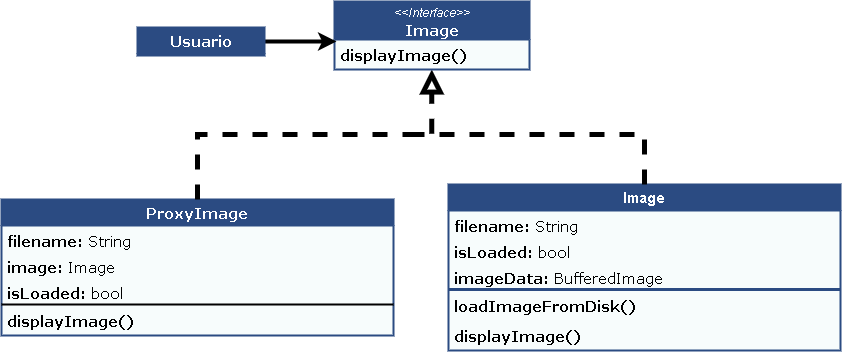 Usuario
<<Interface>>
Image
displayImage()
ProxyImage
filename: String
image: Image
isLoaded: bool
displayImage()
Image
filename: String
isLoaded: bool
imageData: BufferedImage
loadImageFromDisk()
displayImage()